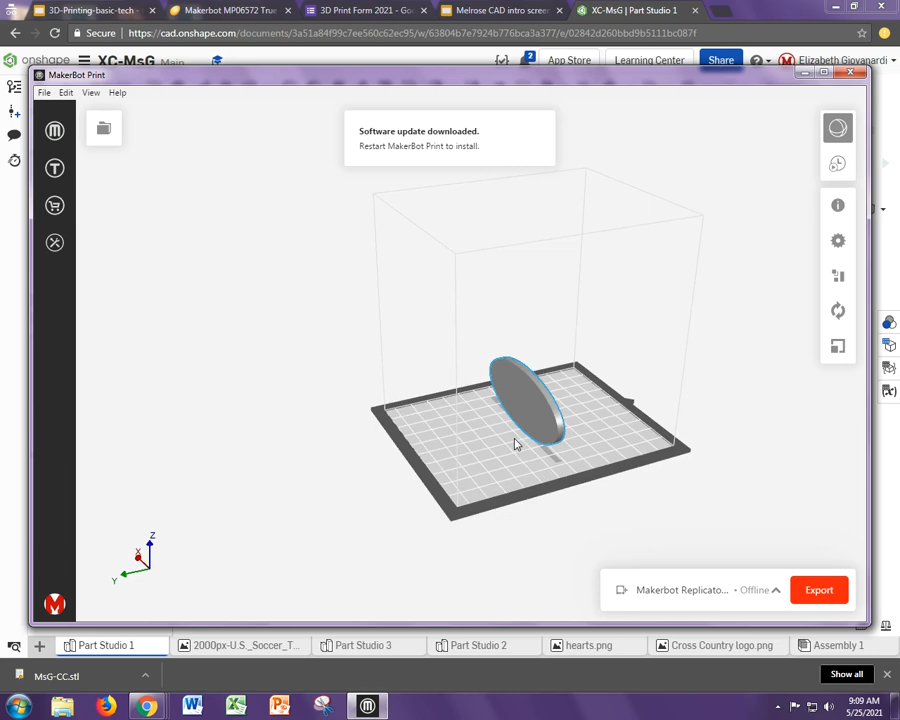 3D-Printing-basic-tech -
Makerbot MP06572 True
3D Print Form 2021 - Go
Melrose CAD intro screen
XC-MsG | Part Studio 1
Secure
https://cad.onshape.com/documents/3a51a84f99c7ee560c62ec95/w/63804b7e7924b776bca3a377/e/02842d260bbd9b5111bc087f
onshape
XC-MsG Main
2
App Store
Learning Center
Share
Elizabeth Giovanardi
MakerBot Print
File Edit View Help
Software update downloaded.
Restart MakerBot Print to install.
Z
X
Y
Makerbot Replicato... • Offline
Export
Part Studio 1
2000px-U.S._Soccer_T...
Part Studio 3
Part Studio 2
hearts.png
Cross Country logo.png
Assembly 1
MsG-CC.stl
Show all
9:09 AM
5/25/2021